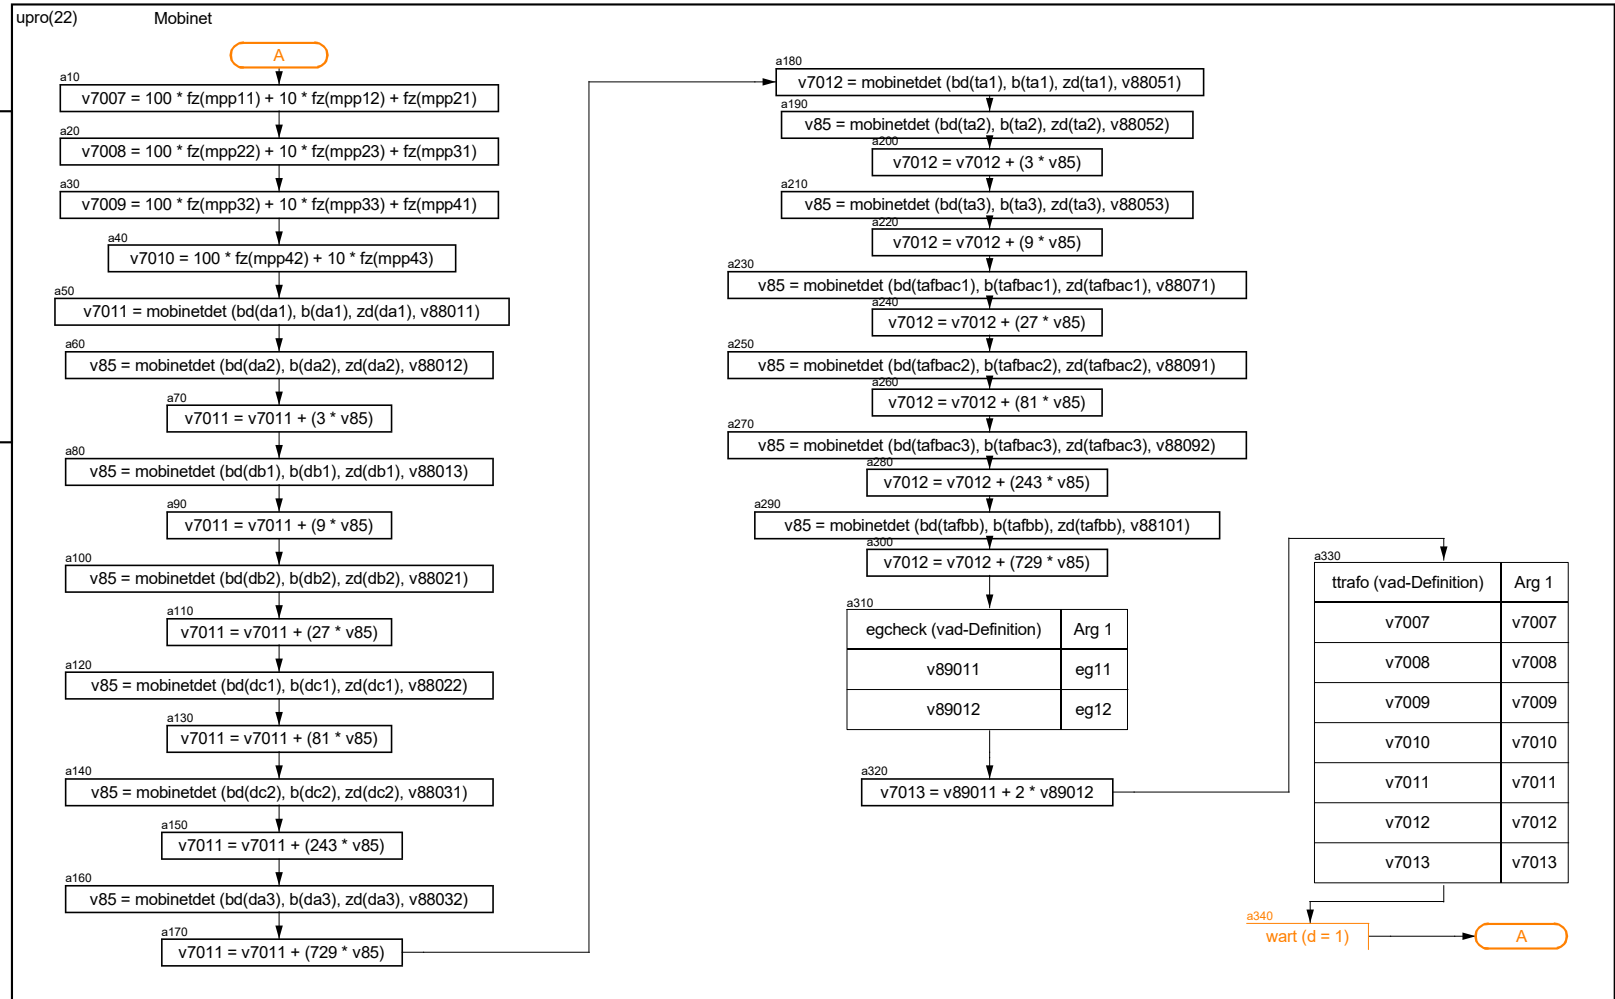 upro(22) Mobinet
A
a10
v7007 = 100 * fz(mpp11) + 10 * fz(mpp12) + fz(mpp21)
a20
v7008 = 100 * fz(mpp22) + 10 * fz(mpp23) + fz(mpp31)
a30
v7009 = 100 * fz(mpp32) + 10 * fz(mpp33) + fz(mpp41)
a40
v7010 = 100 * fz(mpp42) + 10 * fz(mpp43)
a50
v7011 = mobinetdet (bd(da1), b(da1), zd(da1), v88011)
a60
v85 = mobinetdet (bd(da2), b(da2), zd(da2), v88012)
a70
v7011 = v7011 + (3 * v85)
a80
v85 = mobinetdet (bd(db1), b(db1), zd(db1), v88013)
a90
v7011 = v7011 + (9 * v85)
a100
v85 = mobinetdet (bd(db2), b(db2), zd(db2), v88021)
a110
v7011 = v7011 + (27 * v85)
a120
v85 = mobinetdet (bd(dc1), b(dc1), zd(dc1), v88022)
a130
v7011 = v7011 + (81 * v85)
a140
v85 = mobinetdet (bd(dc2), b(dc2), zd(dc2), v88031)
a150
v7011 = v7011 + (243 * v85)
a160
v85 = mobinetdet (bd(da3), b(da3), zd(da3), v88032)
a170
v7011 = v7011 + (729 * v85)
a180
v7012 = mobinetdet (bd(ta1), b(ta1), zd(ta1), v88051)
a190
v85 = mobinetdet (bd(ta2), b(ta2), zd(ta2), v88052)
a200
v7012 = v7012 + (3 * v85)
a210
v85 = mobinetdet (bd(ta3), b(ta3), zd(ta3), v88053)
a220
v7012 = v7012 + (9 * v85)
a230
v85 = mobinetdet (bd(tafbac1), b(tafbac1), zd(tafbac1), v88071)
a240
v7012 = v7012 + (27 * v85)
a250
v85 = mobinetdet (bd(tafbac2), b(tafbac2), zd(tafbac2), v88091)
a260
v7012 = v7012 + (81 * v85)
a270
v85 = mobinetdet (bd(tafbac3), b(tafbac3), zd(tafbac3), v88092)
a280
v7012 = v7012 + (243 * v85)
a290
v85 = mobinetdet (bd(tafbb), b(tafbb), zd(tafbb), v88101)
a300
v7012 = v7012 + (729 * v85)
a310
egcheck (vad-Definition) Arg 1
v89011 eg11
v89012 eg12
a320
v7013 = v89011 + 2 * v89012
a330
ttrafo (vad-Definition) Arg 1
v7007 v7007
v7008 v7008
v7009 v7009
v7010 v7010
v7011 v7011
v7012 v7012
v7013 v7013
a340
wart (d = 1)
A